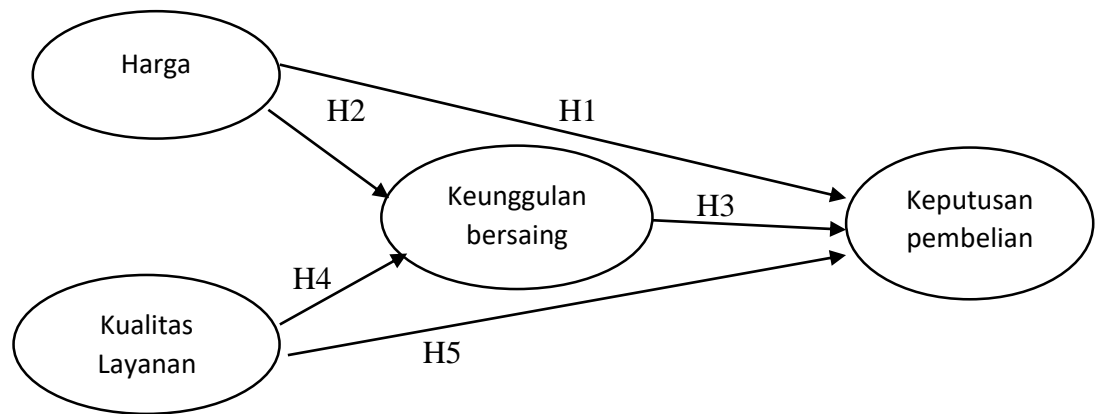 Harga
H2
H1
Keunggulan
bersaing
H3
Keputusan
pembelian
H4
Kualitas
Layanan
H5